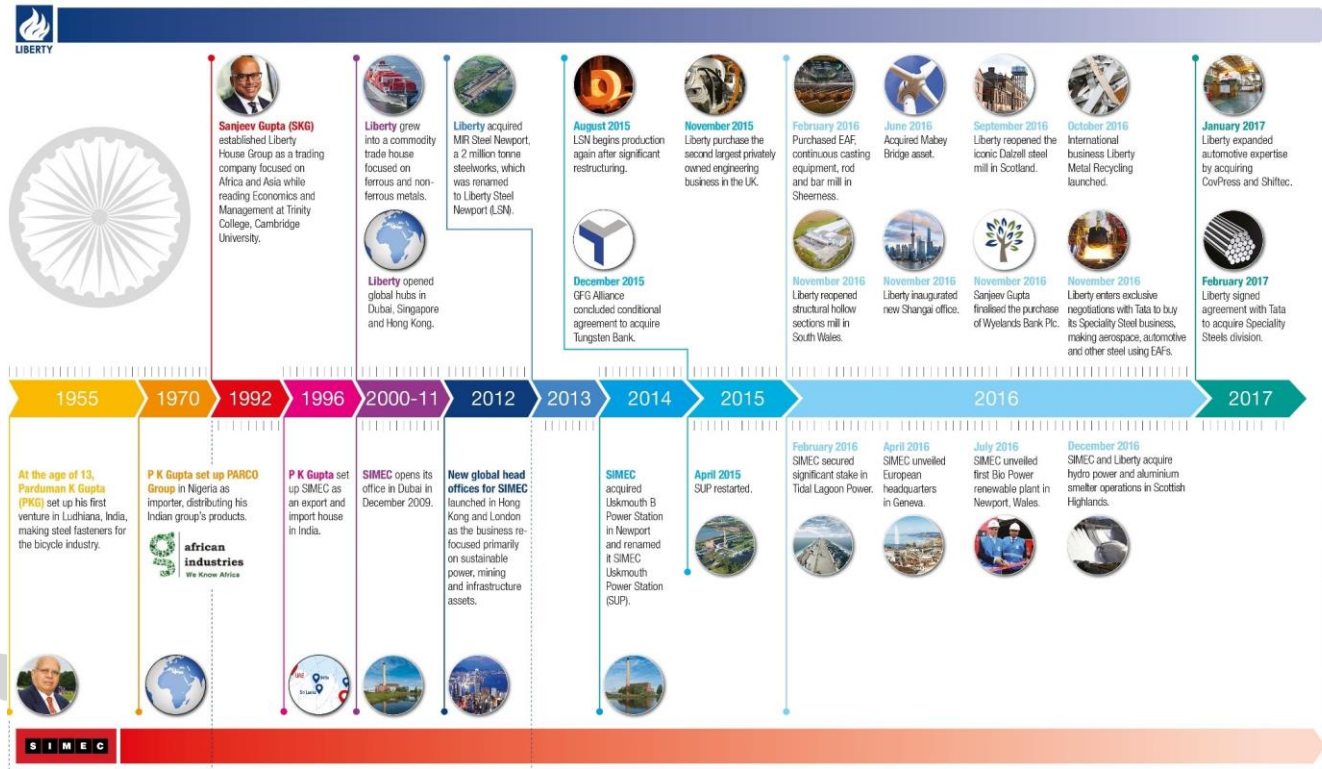 LIBERTY
Sanjeev Gupta (SKG)
established Liberty
House Group as a trading
company focused on
Africa and Asia while
reading Economics and
Management at Trinity
College, Cambridge
University.
Liberty grew
into a commodity
trade house
focused on
ferrous and non-
ferrous metals.
Liberty opened
global hubs in
Dubai, Singapore
and Hong Kong.
Liberty acquired
MIR Steel Newport,
a 2 million tonne
steelworks, which
was renamed
to Liberty Steel
Newport (LSN).
August 2015
LSN begins production
again after significant
restructuring.
December 2015
GFG Alliance
concluded conditional
agreement to acquire
Tungsten Bank.
November 2015
Liberty purchase the
second largest privately
owned engineering
business in the UK.
February 2016
Purchased EAF,
continuous casting
equipment, rod
and bar mill in
Sheerness.
June 2016
Acquired Mabey
Bridge asset.
September 2016
Liberty reopened the
iconic Dalzell steel
mill in Scotland.
October 2016
International
business Liberty
Metal Recycling
launched.
November 2016
Liberty reopened
structural hollow
sections mill in
South Wales.
November 2016
Liberty inaugurated
new Shangai office.
November 2016
Sanjeev Gupta
finalised the purchase
of Wyelands Bank Plc.
November 2016
Liberty enters exclusive
negotiations with Tata to buy
its Speciality Steel business,
making aerospace, automotive
and other steel using EAFs.
January 2017
Liberty expanded
automotive expertise
by acquiring
CovPress and Shiftec.
February 2017
Liberty signed
agreement with Tata
to acquire Speciality
Steels division.
1955
1970
1992
1996
2000-11
2012
2013
2014
2015
2016
2017
At the age of 13,
Parduman K Gupta
(PKG) set up his first
venture in Ludhiana, India,
making steel fasteners for
the bicycle industry.
P K Gupta set up PARCO
Group in Nigeria as
importer, distributing his
Indian group's products.
african
industries
We Know Africa
P K Gupta set
up SIMEC as
an export and
import house
in India.
UAE
Sri Lanka
SIMEC opens its
office in Dubai in
December 2009.
New global head
offices for SIMEC
launched in Hong
Kong and London
as the business re-
focused primarily
on sustainable
power, mining
and infrastructure
assets.
SIMEC
acquired
Uskmouth B
Power Station
in Newport
and renamed
it SIMEC
Uskmouth
Power Station
(SUP).
April 2015
SUP restarted.
February 2016
SIMEC secured
significant stake in
Tidal Lagoon Power.
April 2016
SIMEC unveiled
European
headquarters
in Geneva.
July 2016
SIMEC unveiled
first Bio Power
renewable plant in
Newport, Wales.
December 2016
SIMEC and Liberty acquire
hydro power and aluminium
smelter operations in Scottish
Highlands.
SIMEC